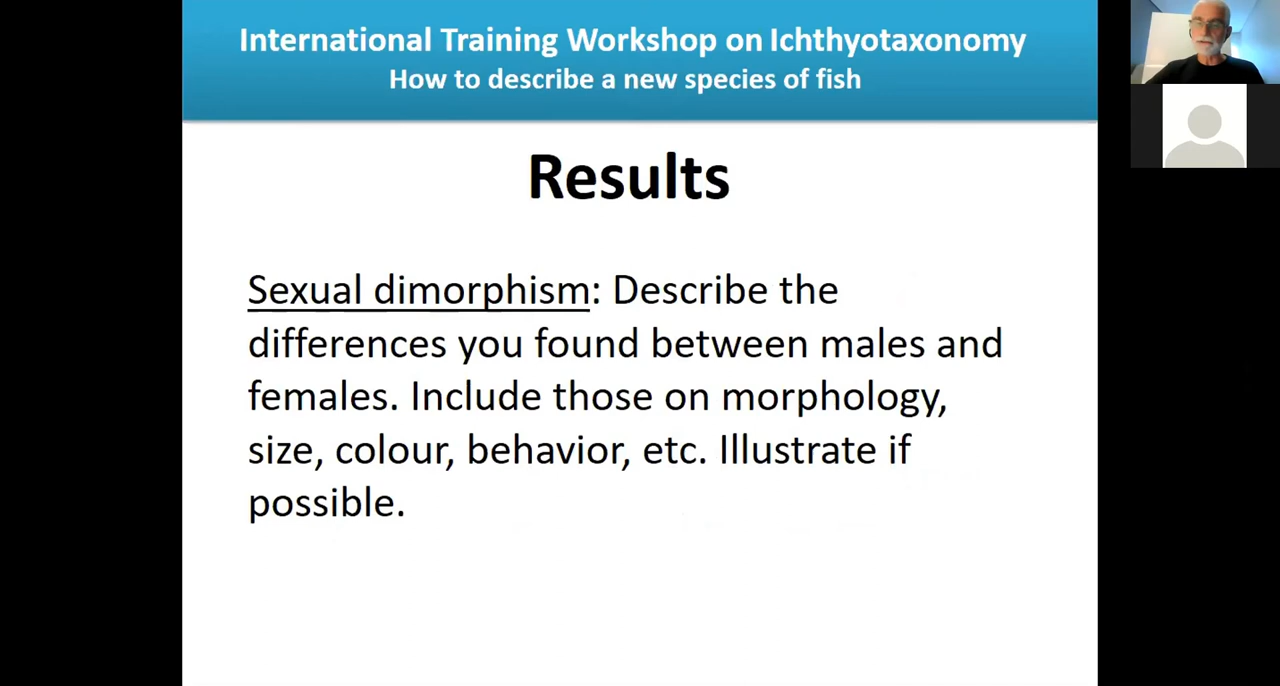 International Training Workshop on Ichthyotaxonomy
How to describe a new species of fish
Results
Sexual dimorphism: Describe the
differences you found between males and
females. Include those on morphology,
size, colour, behavior, etc. Illustrate if
possible.